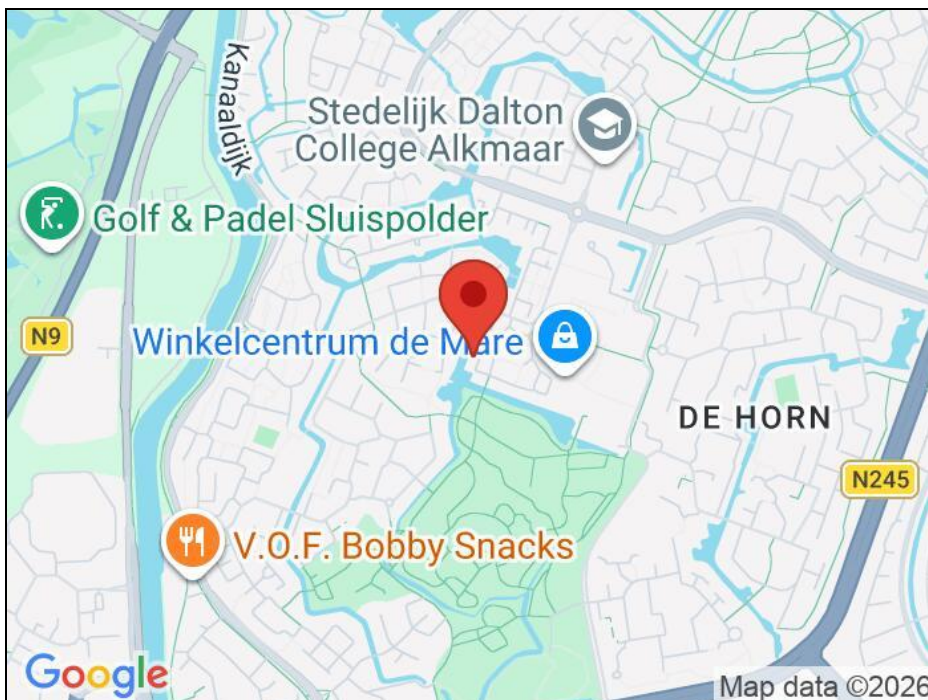 Kanaaldijk
Stedelijk Dalton
College Alkmaar
Golf & Padel Sluispolder
N9
Winkelcentrum de Mare
DE HORN
N245
V.O.F. Bobby Snacks
Google
Map data ©2026